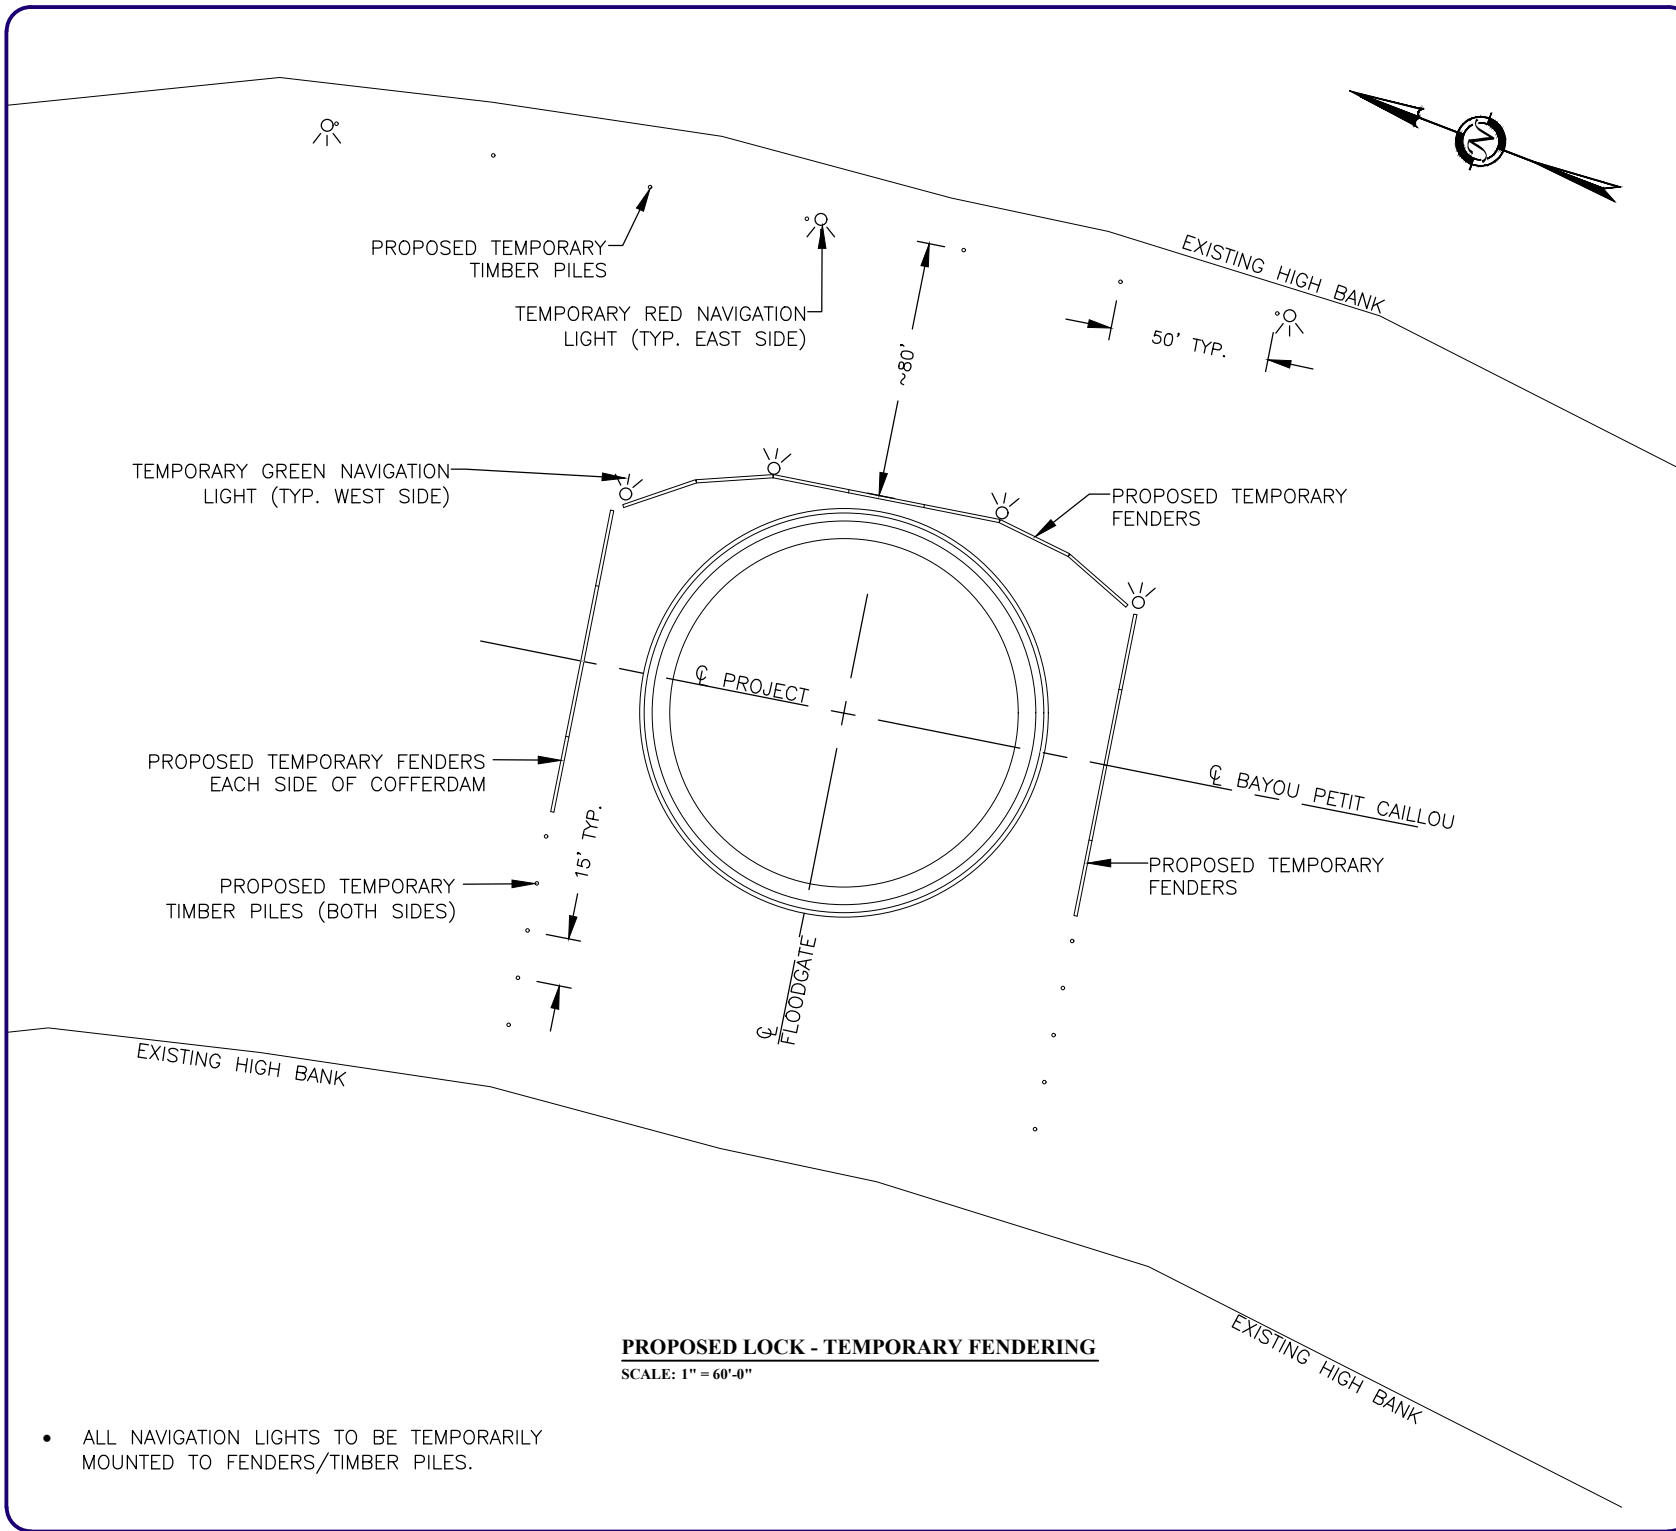 N
EXISTING HIGH BANK
PROPOSED TEMPORARY
TIMBER PILES
TEMPORARY RED NAVIGATION
LIGHT (TYP. EAST SIDE)
~80'
50' TYP.
TEMPORARY GREEN NAVIGATION
LIGHT (TYP. WEST SIDE)
PROPOSED TEMPORARY
FENDERS
℄ PROJECT
PROPOSED TEMPORARY FENDERS
EACH SIDE OF COFFERDAM
℄ BAYOU PETIT CAILLOU
15' TYP.
PROPOSED TEMPORARY
TIMBER PILES (BOTH SIDES)
PROPOSED TEMPORARY
FENDERS
℄
FLOODGATE
EXISTING HIGH BANK
EXISTING HIGH BANK
PROPOSED LOCK - TEMPORARY FENDERING
SCALE: 1" = 60'-0"
• ALL NAVIGATION LIGHTS TO BE TEMPORARILY
MOUNTED TO FENDERS/TIMBER PILES.